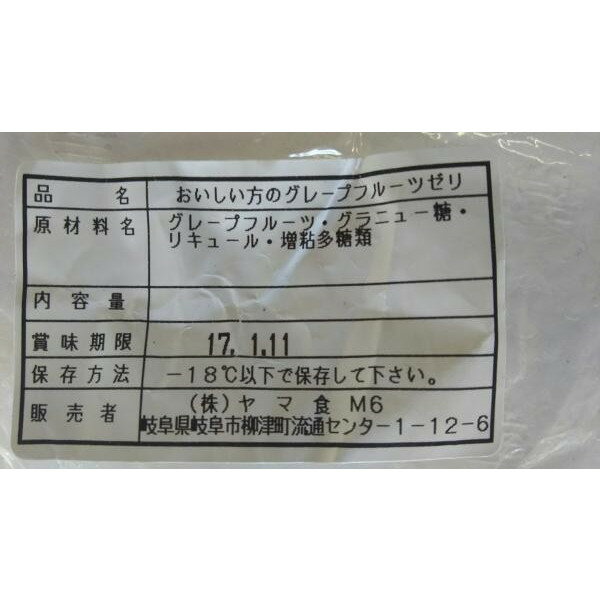 品名 おいしい方のグレープフルーツゼリ
原材料名 グレープフルーツ・グラニュー糖・
リキュール・増粘多糖類
内容量
賞味期限 17.1.11
保存方法 －18℃以下で保存して下さい。
販売者 (株)ヤマ食 M6
岐阜県岐阜市柳津町流通センター1-12-6